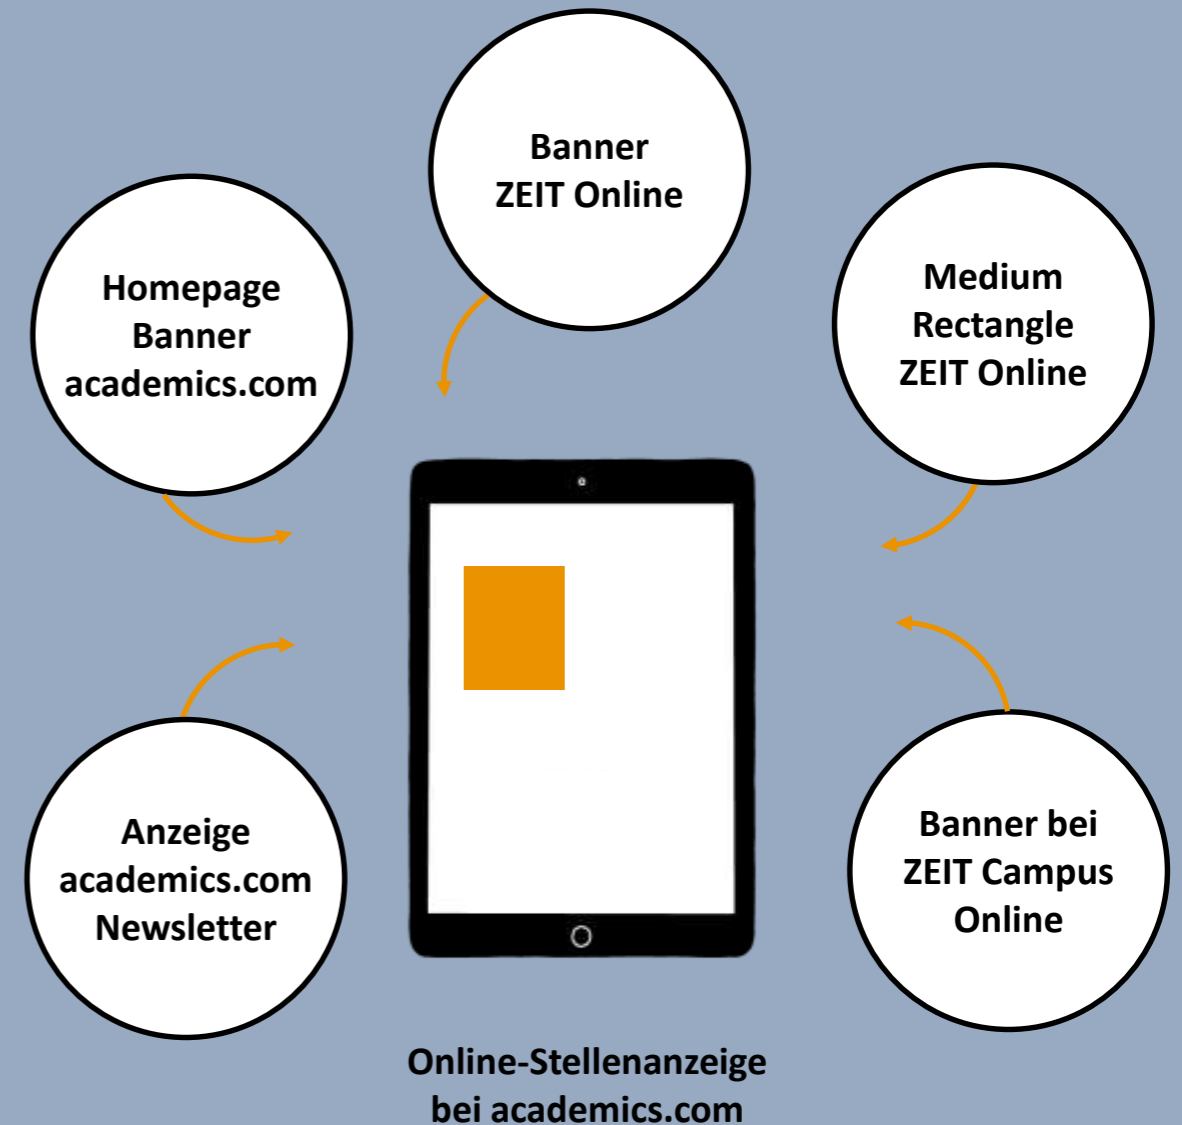 Banner
ZEIT Online
Homepage
Banner
academics.com
Medium
Rectangle
ZEIT Online
Anzeige
academics.com
Newsletter
Banner bei
ZEIT Campus
Online
Online-Stellenanzeige
bei academics.com